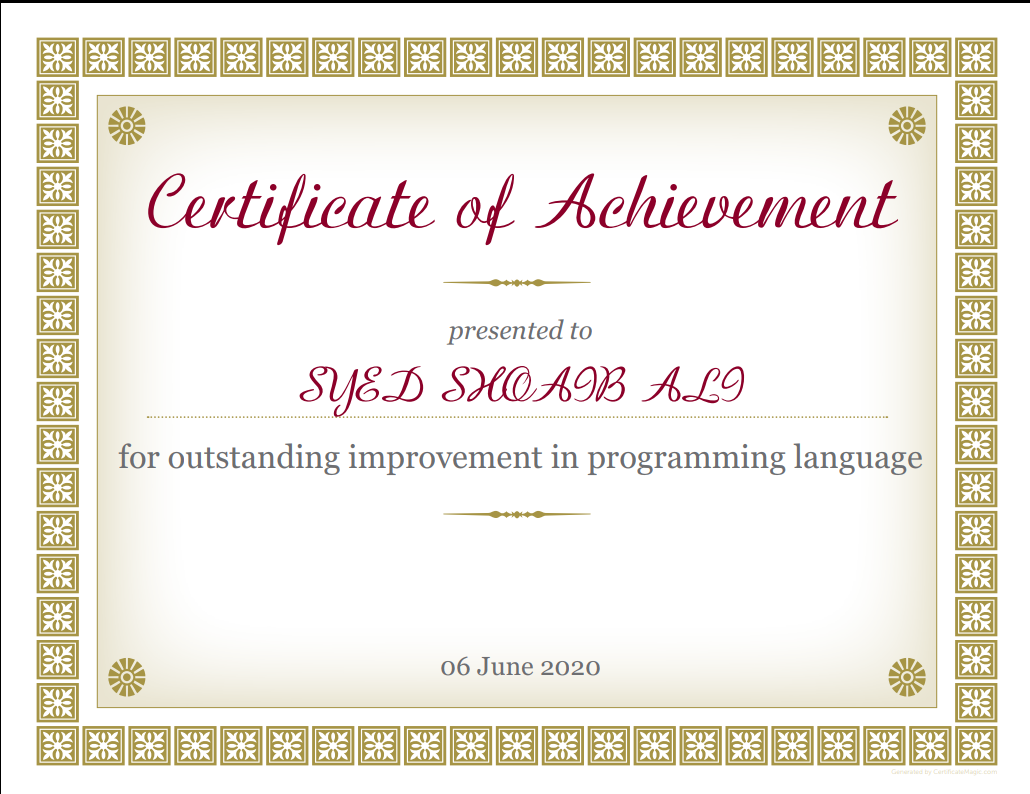 Certificate of Achievement
presented to
SYED SHOAIB ALI
for outstanding improvement in programming language
06 June 2020
Generated by CertificateMagic.com